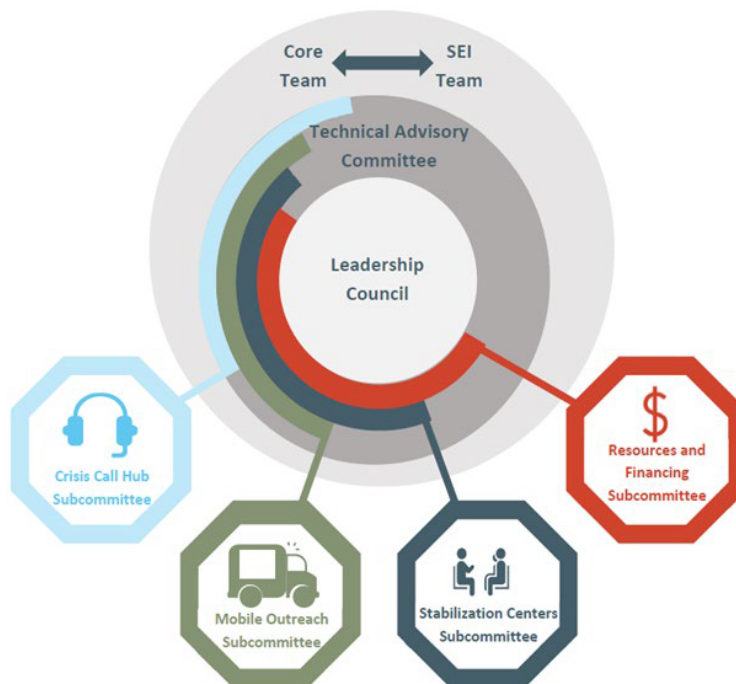 Core
Team
SEI
Team
Technical Advisory
Committee
Leadership
Council
Crisis Call Hub
Subcommittee
Mobile Outreach
Subcommittee
Stabilization Centers
Subcommittee
$
Resources and
Financing
Subcommittee